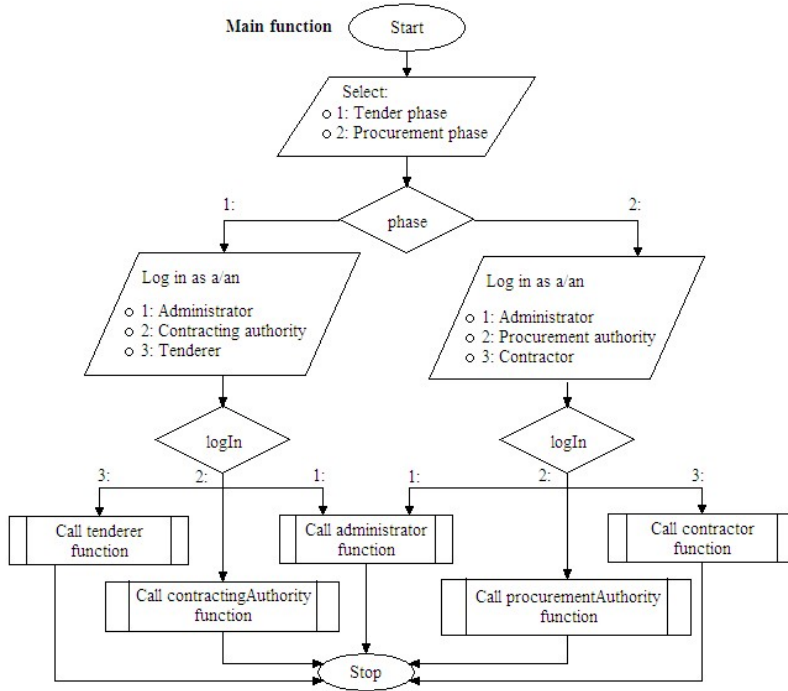 Main function
Start
Select:
1: Tender phase
2: Procurement phase
1:
phase
2:
Log in as a/an
1: Administrator
2: Contracting authority
3: Tenderer
Log in as a/an
1: Administrator
2: Procurement authority
3: Contractor
logIn
logIn
3:
2:
1:
1:
2:
3:
Call tenderer
function
Call administrator
function
Call contractor
function
Call contractingAuthority
function
Call procurementAuthority
function
Stop